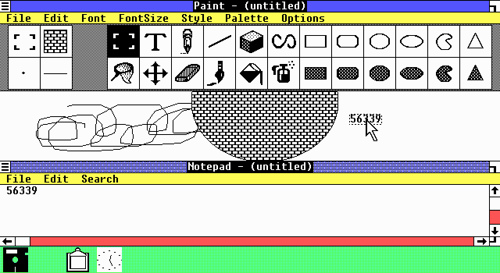 Paint - (untitled)
File Edit Font FontSize Style Palette Options
T
56339
Notepad - (untitled)
File Edit Search
56339